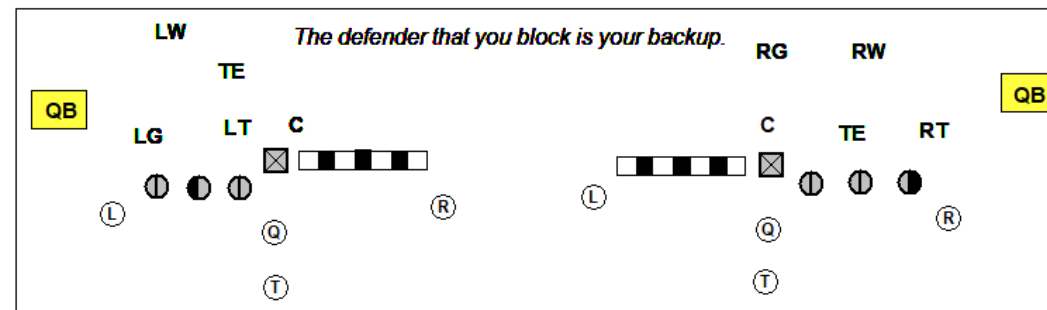 LW
The defender that you block is your backup.
RG RW
TE
QB
QB
LG LT C
C TE RT
L
R
L
R
Q
Q
T
T